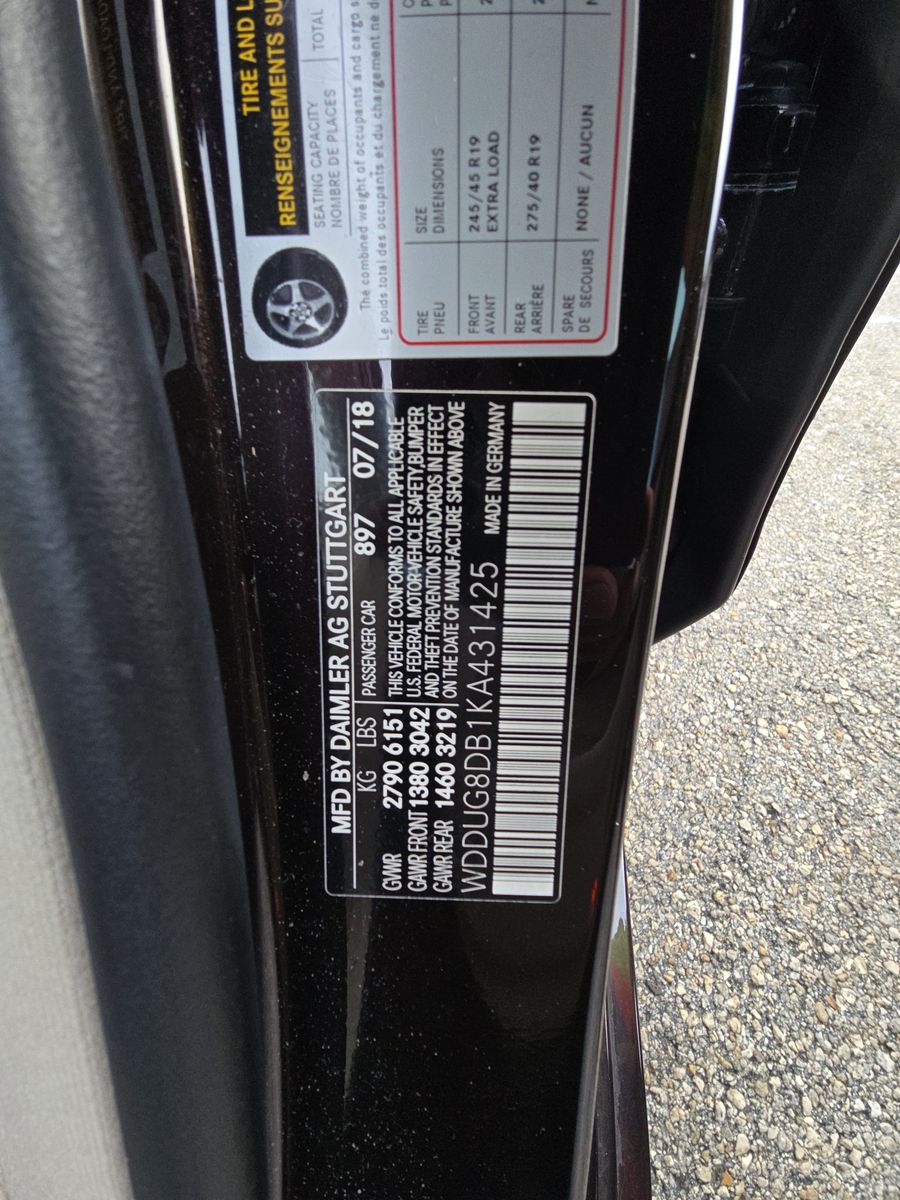 TIRE AND
RENSEIGNEMENTS
SEATING CAPACITY
NOMBRE DE PLACES
TOTAL
The combined weight of occupants and cargo
Le poids total des occupants et du chargement ne
TIRE
PNEU
SIZE
DIMENSIONS
FRONT
AVANT
245/45 R19
EXTRA LOAD
REAR
ARRIÈRE
275/40 R19
SPARE
DE SECOURS
NONE / AUCUN
MFD BY DAIMLER AG STUTTGART
KG LBS PASSENGER CAR 897 07/18
GVWR 2790 6151
GAWR FRONT 1380 3042
GAWR REAR 1460 3219
THIS VEHICLE CONFORMS TO ALL APPLICABLE
U.S. FEDERAL MOTOR-VEHICLE SAFETY,BUMPER
AND THEFT PREVENTION STANDARDS IN EFFECT
ON THE DATE OF MANUFACTURE SHOWN ABOVE
WDDUG8DB1KA431425 MADE IN GERMANY